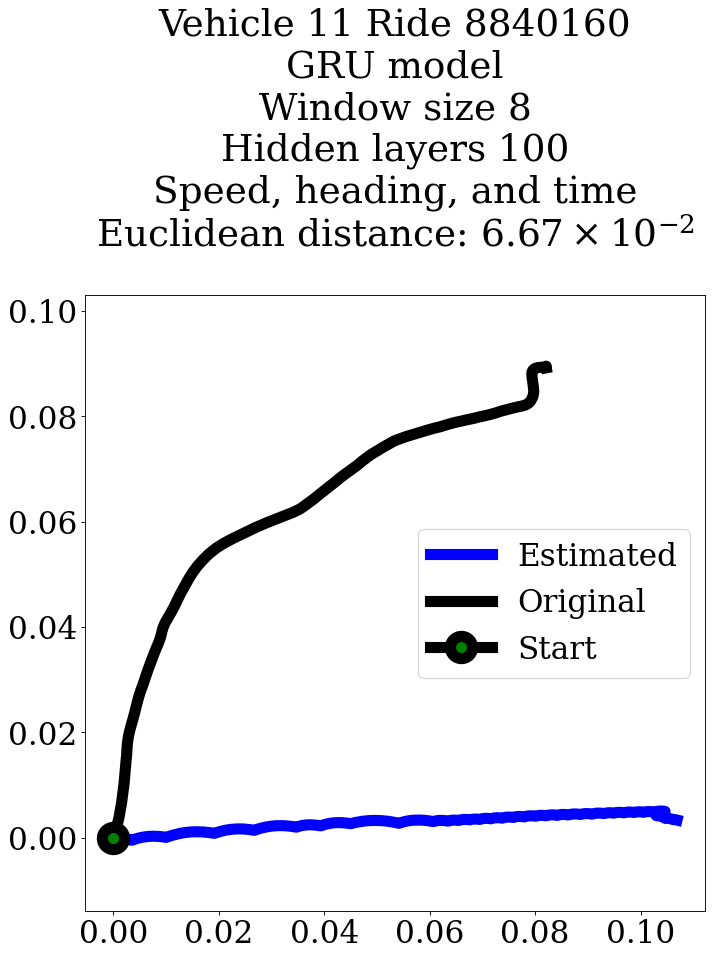 Vehicle 11 Ride 8840160
GRU model
Window size 8
Hidden layers 100
Speed, heading, and time
Euclidean distance: 6.67 × 10⁻²
0.10
0.08
0.06
0.04
0.02
0.00
Estimated
Original
Start
0.00 0.02 0.04 0.06 0.08 0.10